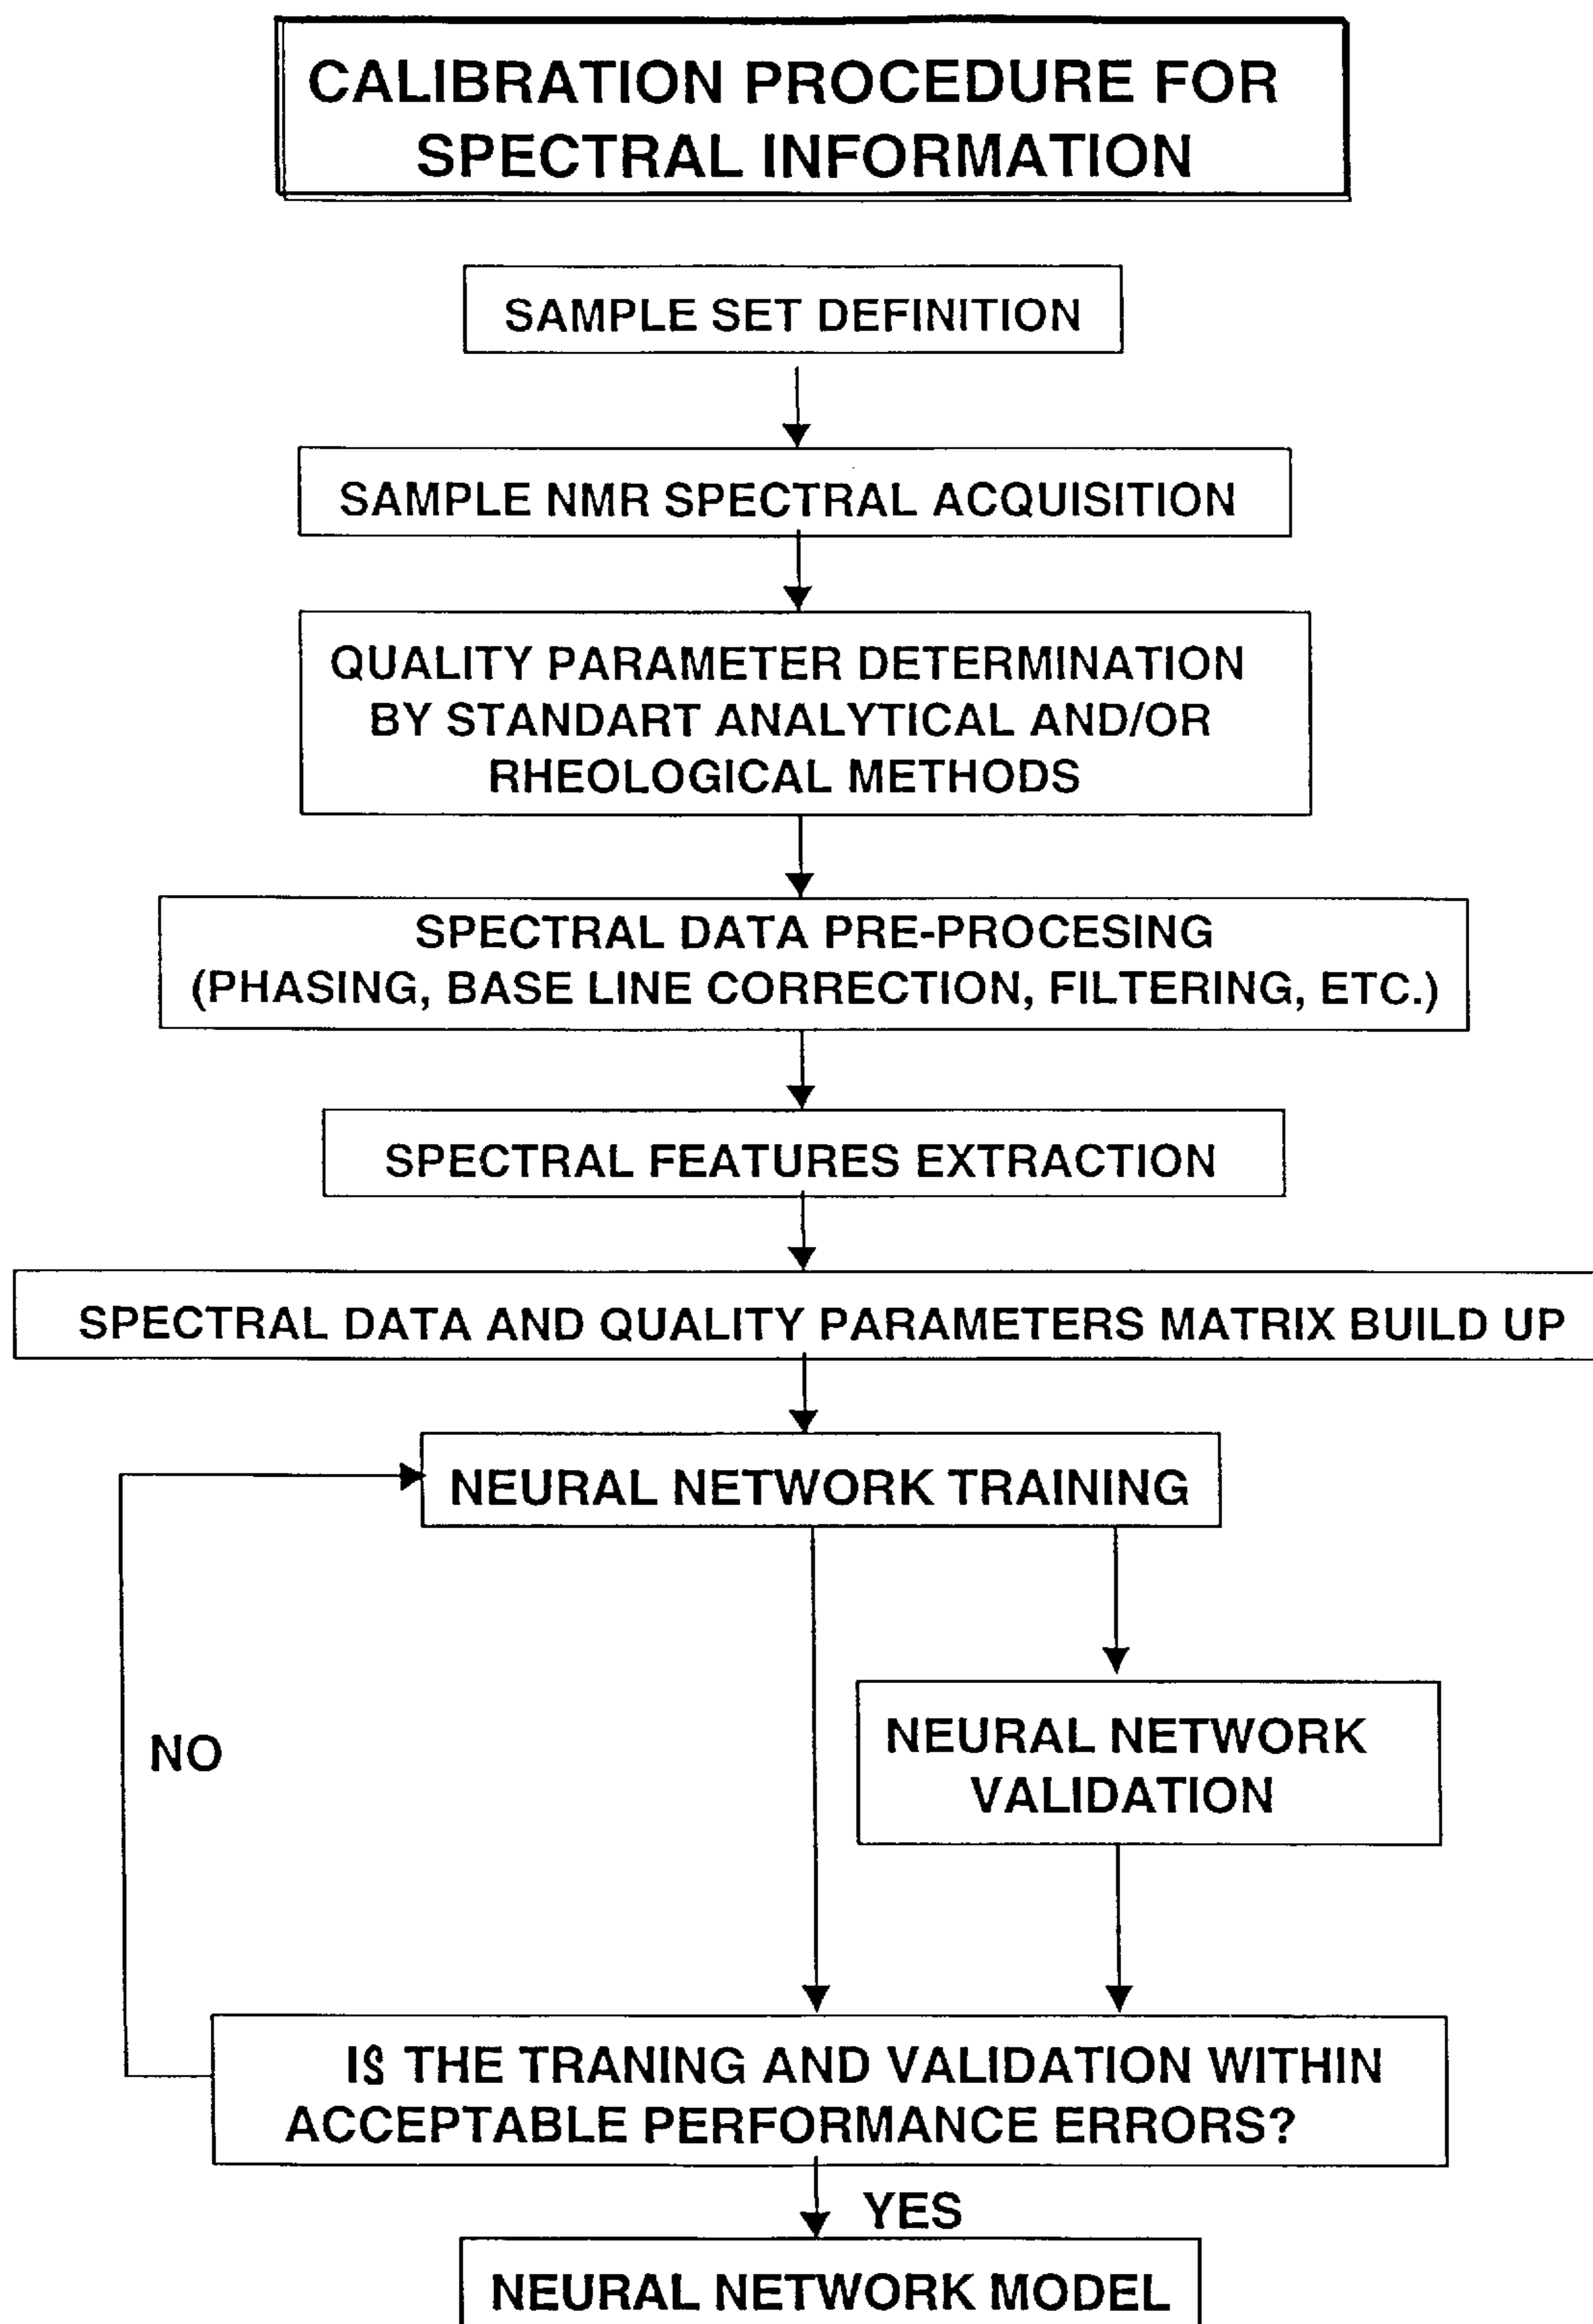 CALIBRATION PROCEDURE FOR
SPECTRAL INFORMATION
SAMPLE SET DEFINITION
SAMPLE NMR SPECTRAL ACQUISITION
QUALITY PARAMETER DETERMINATION
BY STANDART ANALYTICAL AND/OR
RHEOLOGICAL METHODS
SPECTRAL DATA PRE-PROCESING
(PHASING, BASE LINE CORRECTION, FILTERING, ETC.)
SPECTRAL FEATURES EXTRACTION
SPECTRAL DATA AND QUALITY PARAMETERS MATRIX BUILD UP
NEURAL NETWORK TRAINING
NO
NEURAL NETWORK
VALIDATION
IS THE TRANING AND VALIDATION WITHIN
ACCEPTABLE PERFORMANCE ERRORS?
YES
NEURAL NETWORK MODEL